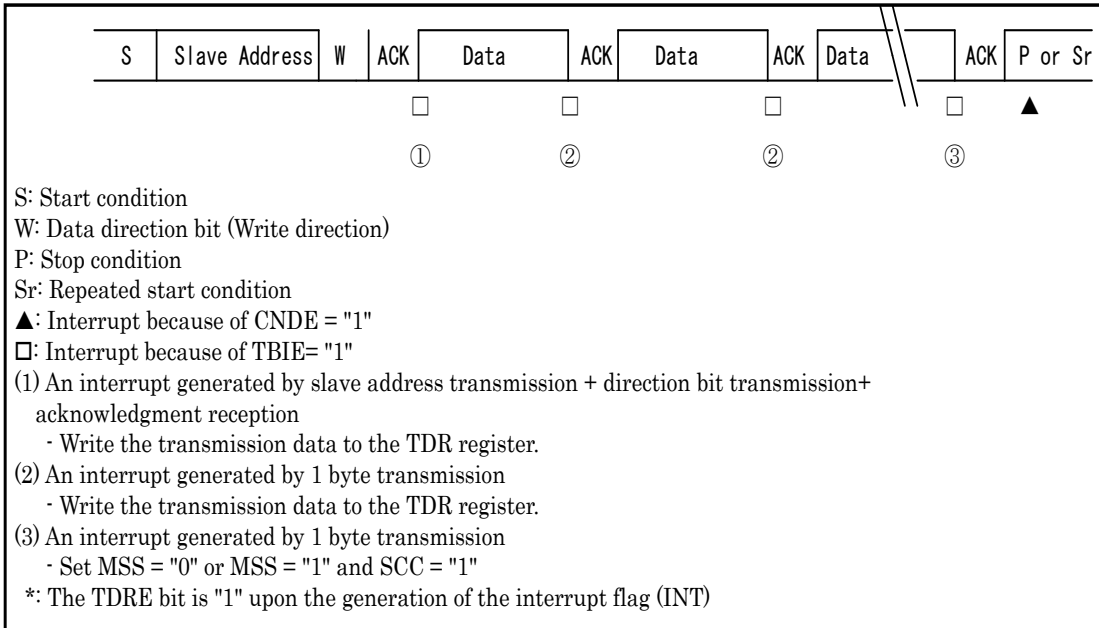 S Slave Address W ACK Data ACK Data ACK Data ACK P or Sr
□ □ □ □ ▲
① ② ② ③
S: Start condition
W: Data direction bit (Write direction)
P: Stop condition
Sr: Repeated start condition
▲: Interrupt because of CNDE = "1"
□: Interrupt because of TBIE= "1"
(1) An interrupt generated by slave address transmission + direction bit transmission+
acknowledgment reception
- Write the transmission data to the TDR register.
(2) An interrupt generated by 1 byte transmission
- Write the transmission data to the TDR register.
(3) An interrupt generated by 1 byte transmission
- Set MSS = "0" or MSS = "1" and SCC = "1"
*: The TDRE bit is "1" upon the generation of the interrupt flag (INT)